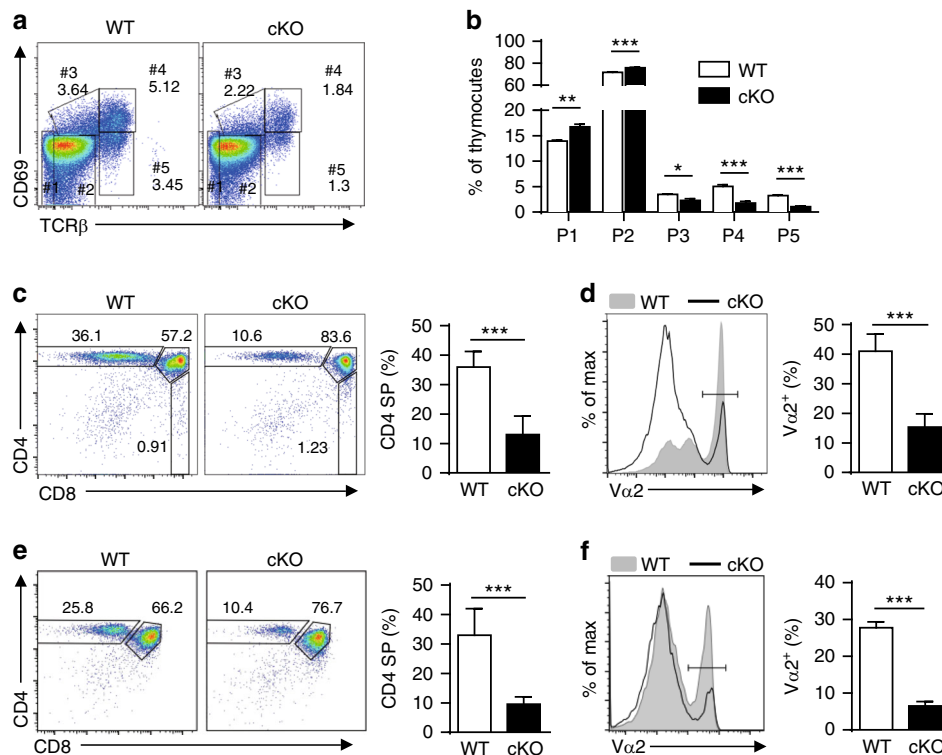 a
WT
cKO
#3
3.64
#4
5.12
#5
3.45
#1
#2
#3
2.22
#4
1.84
#5
1.3
#1
#2
CD69
TCRβ
b
% of thymocytes
100
80
60
20
15
10
5
0
**
***
*
***
***
WT
cKO
P1 P2 P3 P4 P5
c
WT
cKO
36.1 57.2
0.91
10.6 83.6
1.23
CD4
CD8
CD4 SP (%)
50
40
30
20
10
0
***
WT cKO
d
WT cKO
% of max
Vα2
Vα2+ (%)
50
40
30
20
10
0
***
WT cKO
e
WT
cKO
25.8 66.2
10.4 76.7
CD4
CD8
CD4 SP (%)
50
40
30
20
10
0
***
WT cKO
f
WT cKO
% of max
Vα2
Vα2+ (%)
40
30
20
10
0
***
WT cKO